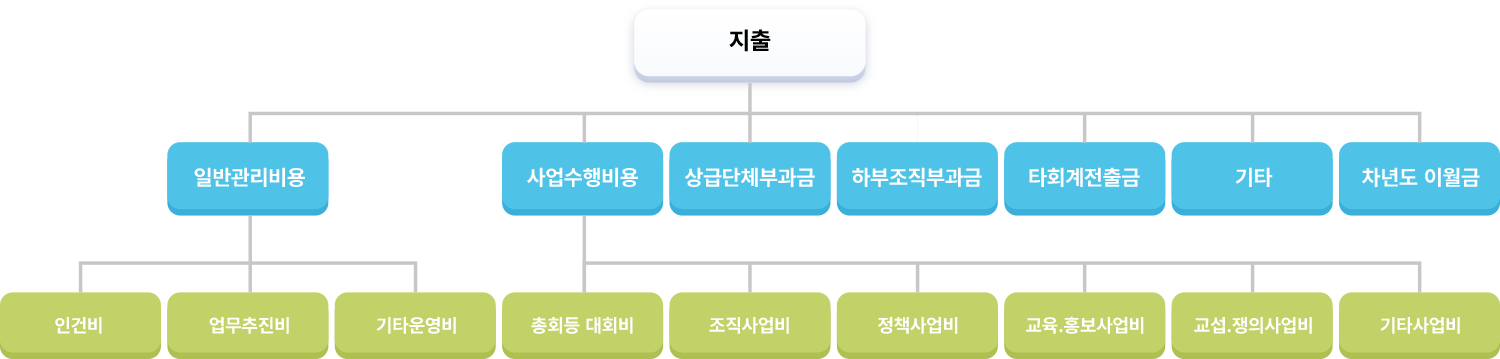 지출
일반관리비용
사업수행비용
상급단체부과금
하부조직부과금
타회계전출금
기타
차년도 이월금
인건비
업무추진비
기타운영비
총회등 대회비
조직사업비
정책사업비
교육.홍보사업비
교섭.쟁의사업비
기타사업비